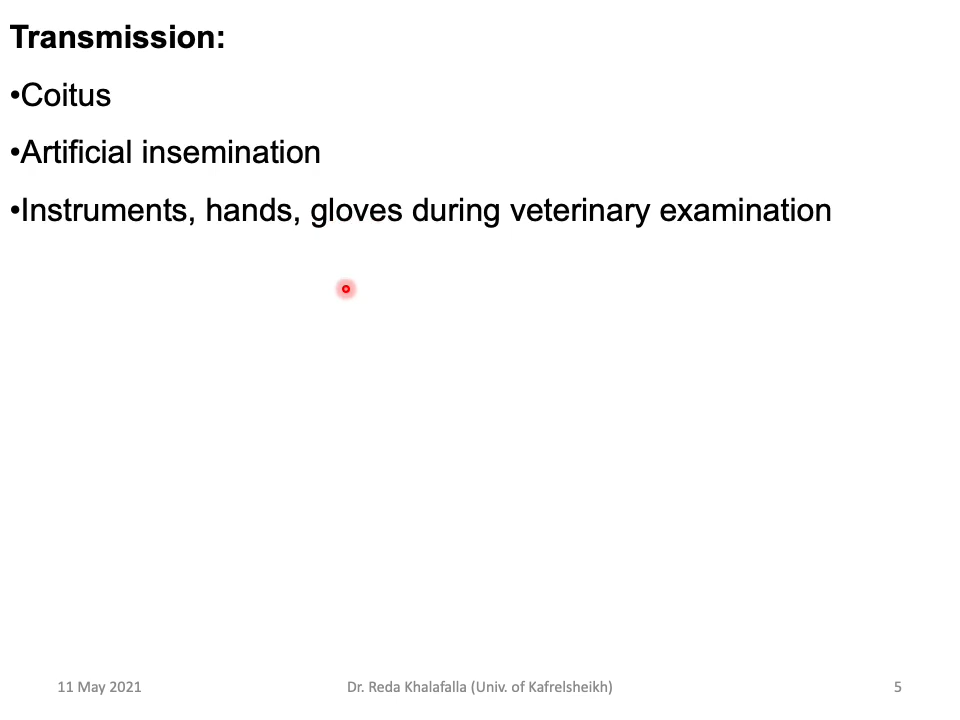 Transmission:
•Coitus
•Artificial insemination
•Instruments, hands, gloves during veterinary examination
11 May 2021
Dr. Reda Khalafalla (Univ. of Kafrelsheikh)
5